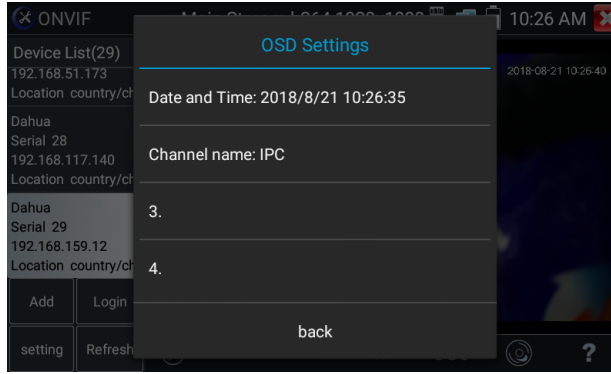 ONVIF
10:26 AM
Device List(29)
192.168.51.173
Location country/ch
Dahua
Serial 28
192.168.117.140
Location country/ch
Dahua
Serial 29
192.168.159.12
Location country/ch
Add
Login
setting
Refresh
OSD Settings
Date and Time: 2018/8/21 10:26:35
Channel name: IPC
3.
4.
back
2018-08-21 10:26:40
?